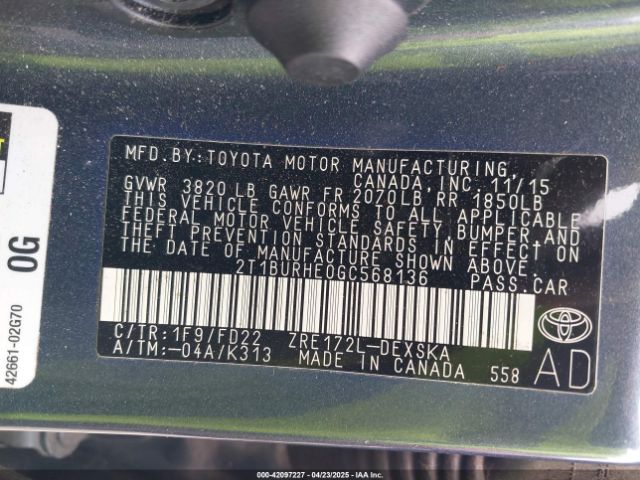 MFD. BY: TOYOTA MOTOR MANUFACTURING,
CANADA, INC. 11/15
GVWR 3820 LB GAWR FR 2070LB RR 1850LB
THIS VEHICLE CONFORMS TO ALL APPLICABLE
FEDERAL MOTOR VEHICLE SAFETY, BUMPER, AND
THEFT PREVENTION STANDARDS IN EFFECT ON
THE DATE OF MANUFACTURE SHOWN ABOVE.
2T1BURHE0GC568136 PASS.CAR
C/TR: 1F9/FD22 ZRE172L-DEXSKA
A/TM: -04A/K313 MADE IN CANADA 558
AD
0G
42661-02G70
000-42097227 - 04/23/2025 - IAA Inc.